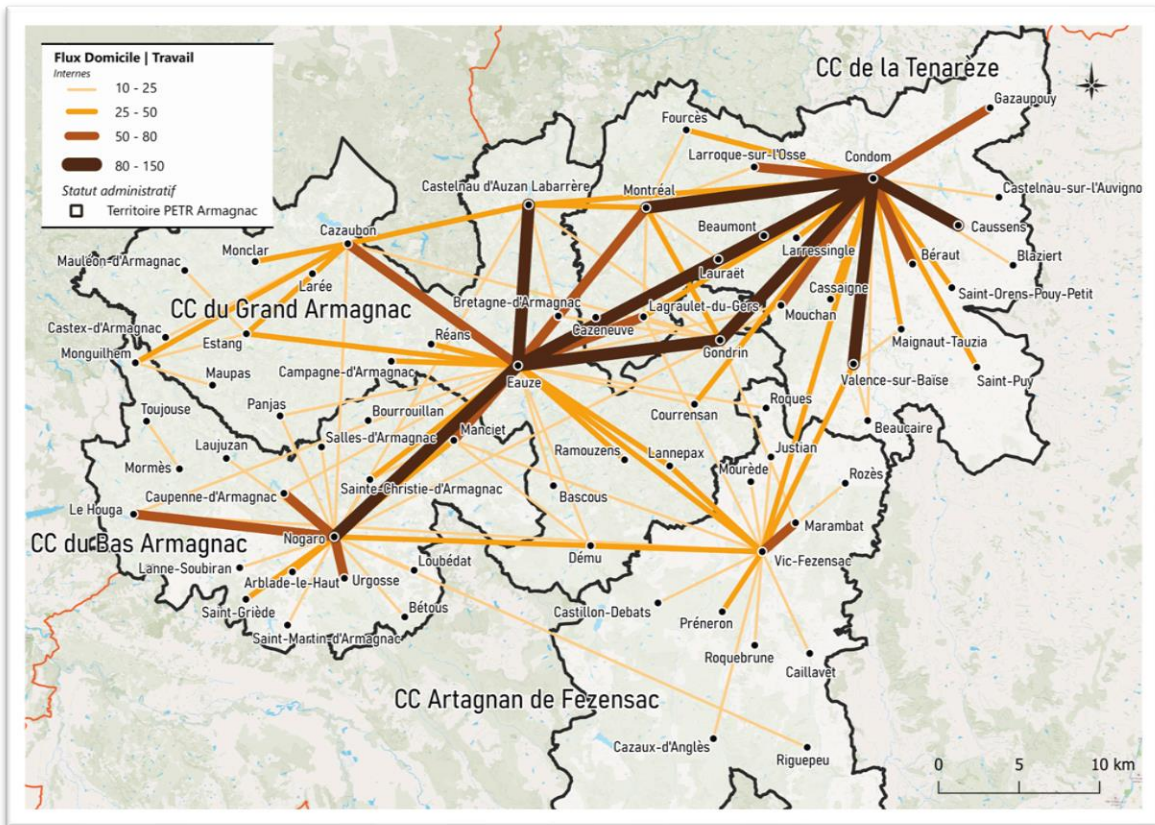 Flux Domicile | Travail
Internes
10 - 25
25 - 50
50 - 80
80 - 150
Statut administratif
Territoire PETR Armagnac
CC de la Tenarèze
Gazaupouy
Fourcès
Larroque-sur-l'Osse
Condom
Castelnau d'Auzan Labarrère
Montréal
Castelnau-sur-l'Auvigno
Cazaubon
Beaumont
Larressingle
Caussens
Monclar
Mauléon-d'Armagnac
Lauraët
Béraut
Blaziert
Larée
Cassaigne
Saint-Orens-Pouy-Petit
CC du Grand Armagnac
Bretagne-d'Armagnac
Lagraulet-du-Gers
Mouchan
Castex-d'Armagnac
Estang
Réans
Cazeneuve
Maignaut-Tauzia
Monguilhem
Gondrin
Maupas
Campagne-d'Armagnac
Eauze
Valence-sur-Baïse
Saint-Puy
Toujouse
Panjas
Bourrouillan
Courrensan
Roques
Beaucaire
Laujuzan
Salles-d'Armagnac
Manciet
Ramouzens
Lannepax
Justian
Mormès
Mourède
Rozès
Caupenne-d'Armagnac
Sainte-Christie-d'Armagnac
Bascous
Le Houga
Marambat
CC du Bas Armagnac
Nogaro
Vic-Fezensac
Lanne-Soubiran
Loubédat
Dému
Arblade-le-Haut
Urgosse
Saint-Griède
Bétous
Castillon-Debats
Préneron
Saint-Martin-d'Armagnac
Roquebrune
Caillavet
CC Artagnan de Fezensac
Cazaux-d'Anglès
Riguepeu
0 5 10 km